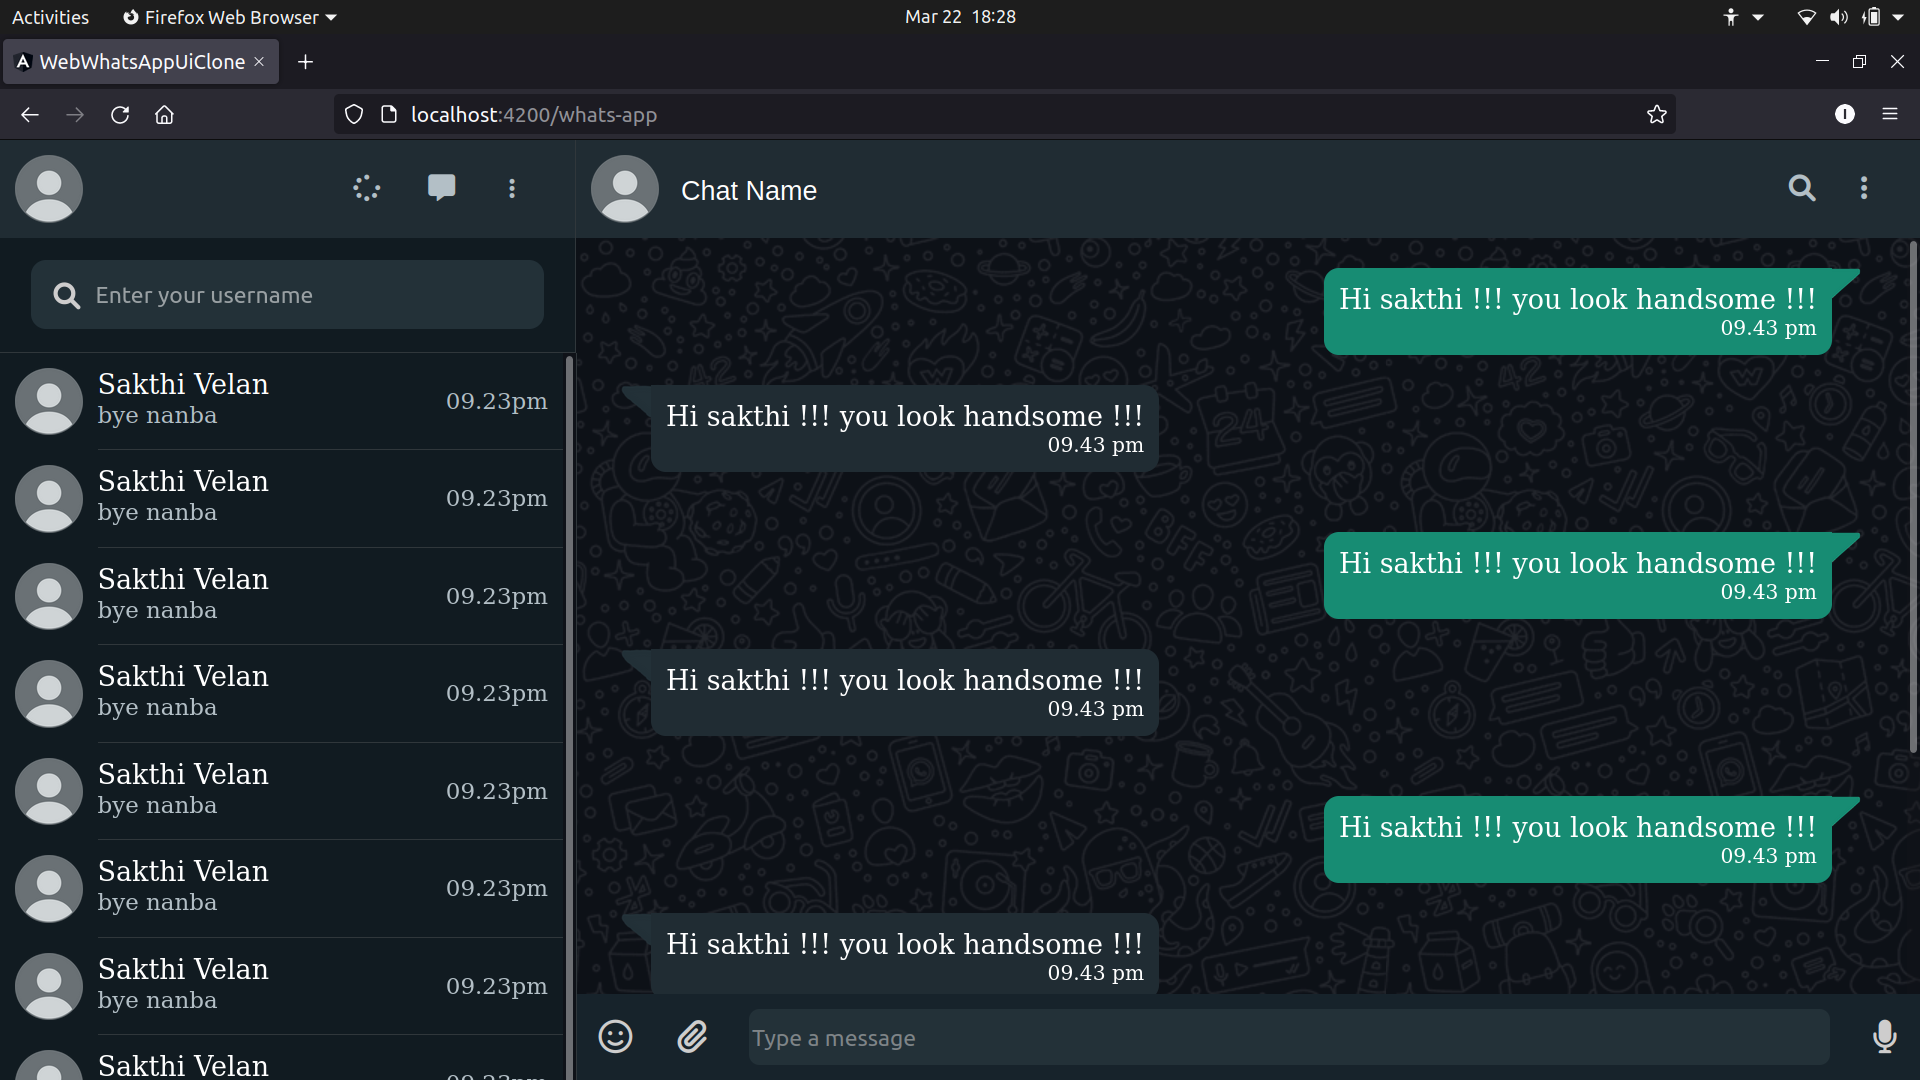 Activities
Firefox Web Browser
Mar 22 18:28
WebWhatsAppUiClone
localhost:4200/whats-app
I
Chat Name
Enter your username
Sakthi Velan
bye nanba
09.23pm
Sakthi Velan
bye nanba
09.23pm
Sakthi Velan
bye nanba
09.23pm
Sakthi Velan
bye nanba
09.23pm
Sakthi Velan
bye nanba
09.23pm
Sakthi Velan
bye nanba
09.23pm
Sakthi Velan
bye nanba
09.23pm
Sakthi Velan
09.23pm
Hi sakthi !!! you look handsome !!!
09.43 pm
Hi sakthi !!! you look handsome !!!
09.43 pm
Hi sakthi !!! you look handsome !!!
09.43 pm
Hi sakthi !!! you look handsome !!!
09.43 pm
Hi sakthi !!! you look handsome !!!
09.43 pm
Hi sakthi !!! you look handsome !!!
09.43 pm
Type a message